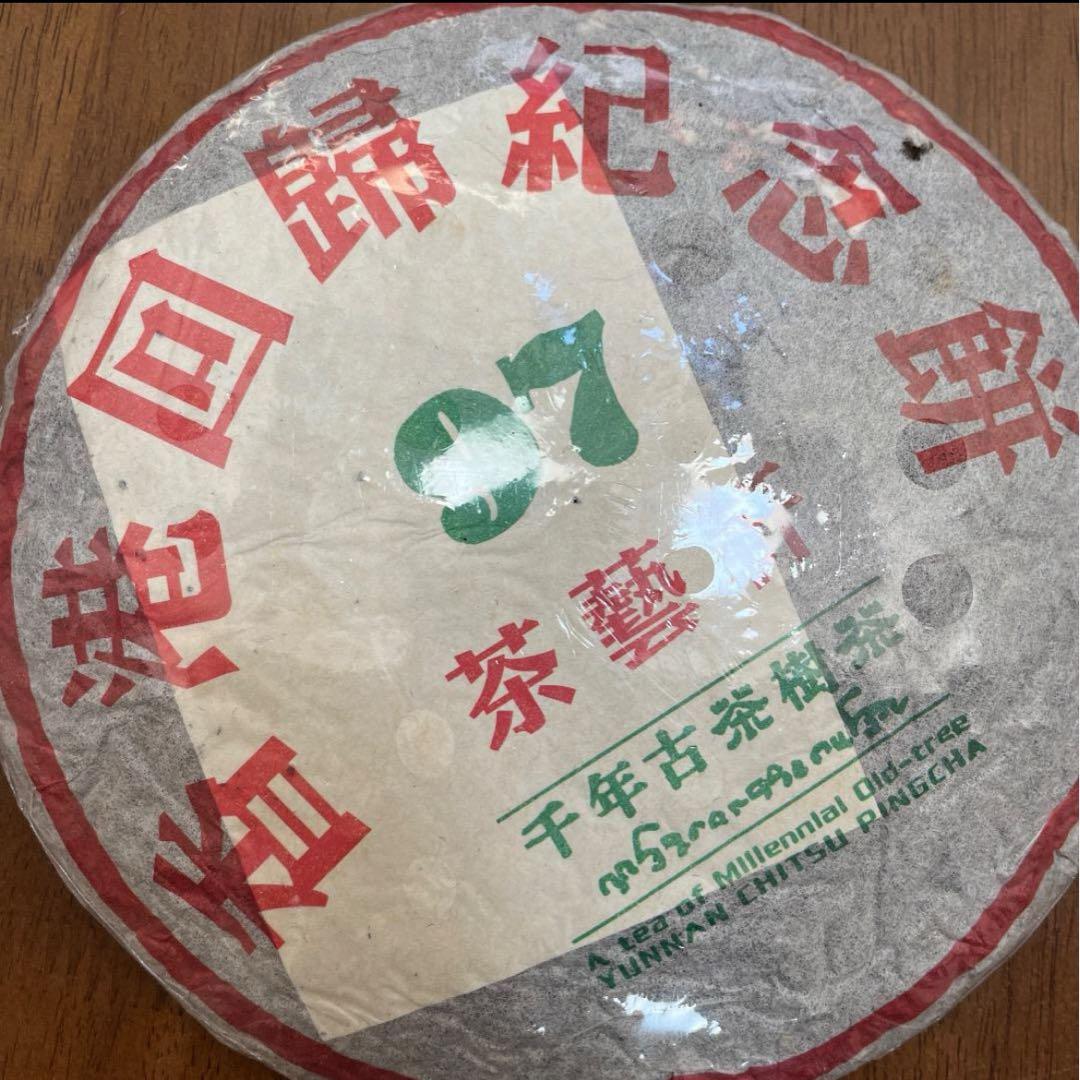 香港回歸紀念餅
97
茶藝
千年古茶樹茶
A tea of Millennial Old-tree
YUNNAN CHITSU PINGCHA